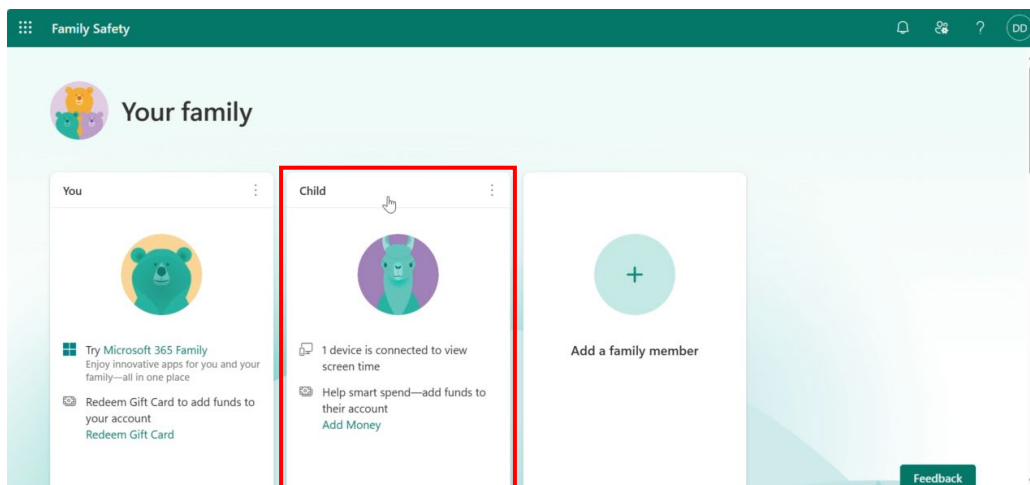 Family Safety
?
DD
Your family
You
Try Microsoft 365 Family
Enjoy innovative apps for you and your
family—all in one place
Redeem Gift Card to add funds to
your account
Redeem Gift Card
Child
1 device is connected to view
screen time
Help smart spend—add funds to
their account
Add Money
+
Add a family member
Feedback